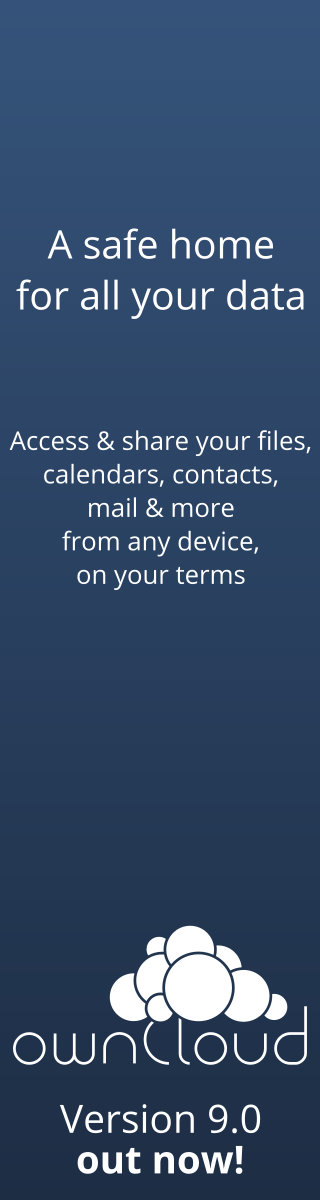 A safe home
for all your data
Access & share your files,
calendars, contacts,
mail & more
from any device,
on your terms
ownCloud
Version 9.0
out now!